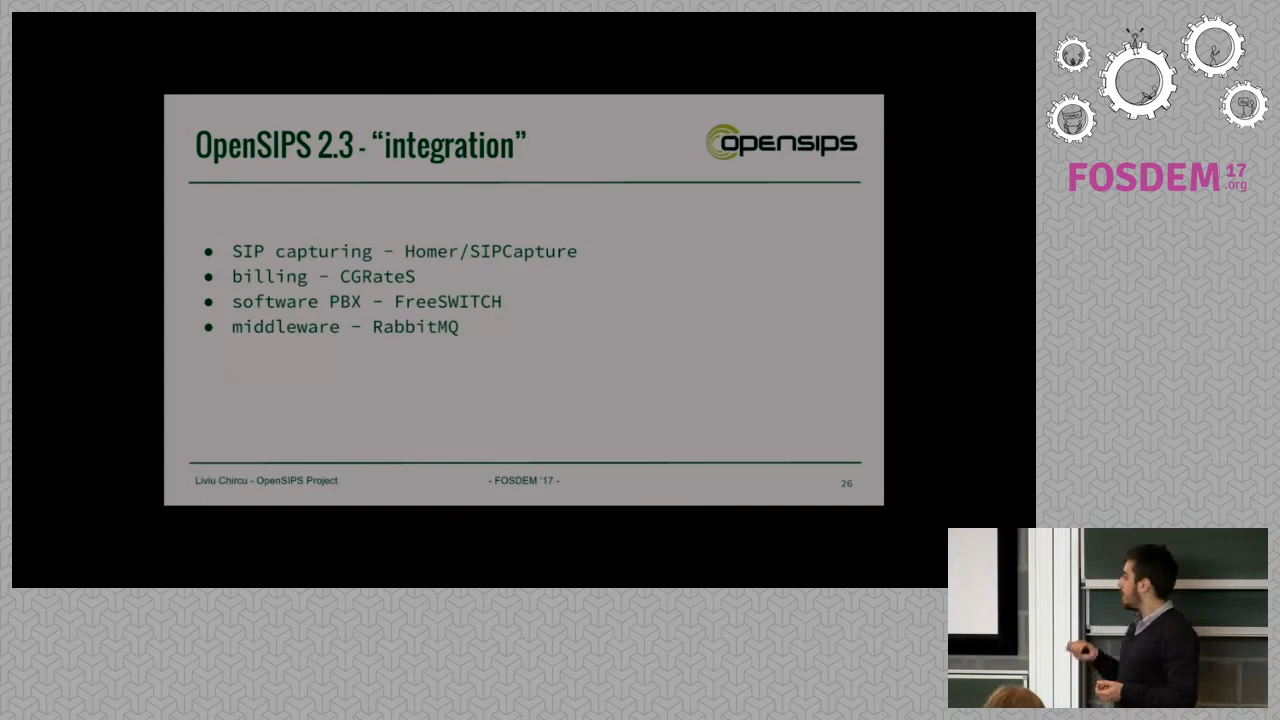 OpenSIPS 2.3 - “integration”
opensips
● SIP capturing – Homer/SIPCapture
● billing – CGRateS
● software PBX – FreeSWITCH
● middleware – RabbitMQ
Liviu Chircu - OpenSIPS Project
- FOSDEM '17 -
26
FOSDEM 17
.org